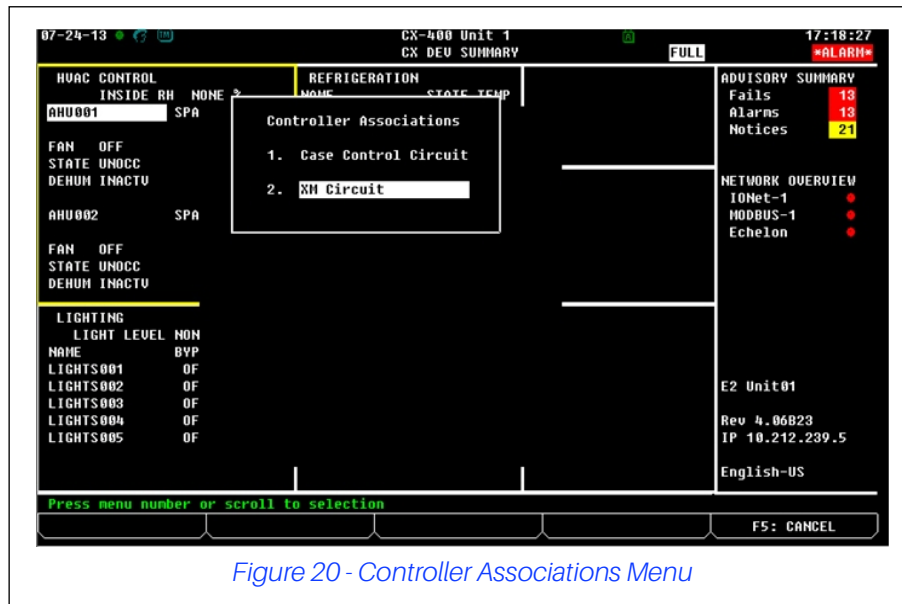 07-24-13 CX-400 Unit 1 17:18:27
CX DEV SUMMARY FULL *ALARM*
HVAC CONTROL
INSIDE RH NONE %
AHU001 SPA
FAN OFF
STATE UNOCC
DEHUM INACTV
AHU002 SPA
FAN OFF
STATE UNOCC
DEHUM INACTV
REFRIGERATION
NAME STATE TEMP
Controller Associations
1. Case Control Circuit
2. XM Circuit
LIGHTING
LIGHT LEVEL NON
NAME BYP
LIGHTS001 OF
LIGHTS002 OF
LIGHTS003 OF
LIGHTS004 OF
LIGHTS005 OF
ADVISORY SUMMARY
Fails 13
Alarms 13
Notices 21
NETWORK OVERVIEW
IONet-1
MODBUS-1
Echelon
E2 Unit01
Rev 4.06B23
IP 10.212.239.5
English-US
Press menu number or scroll to selection
F5: CANCEL
Figure 20 - Controller Associations Menu